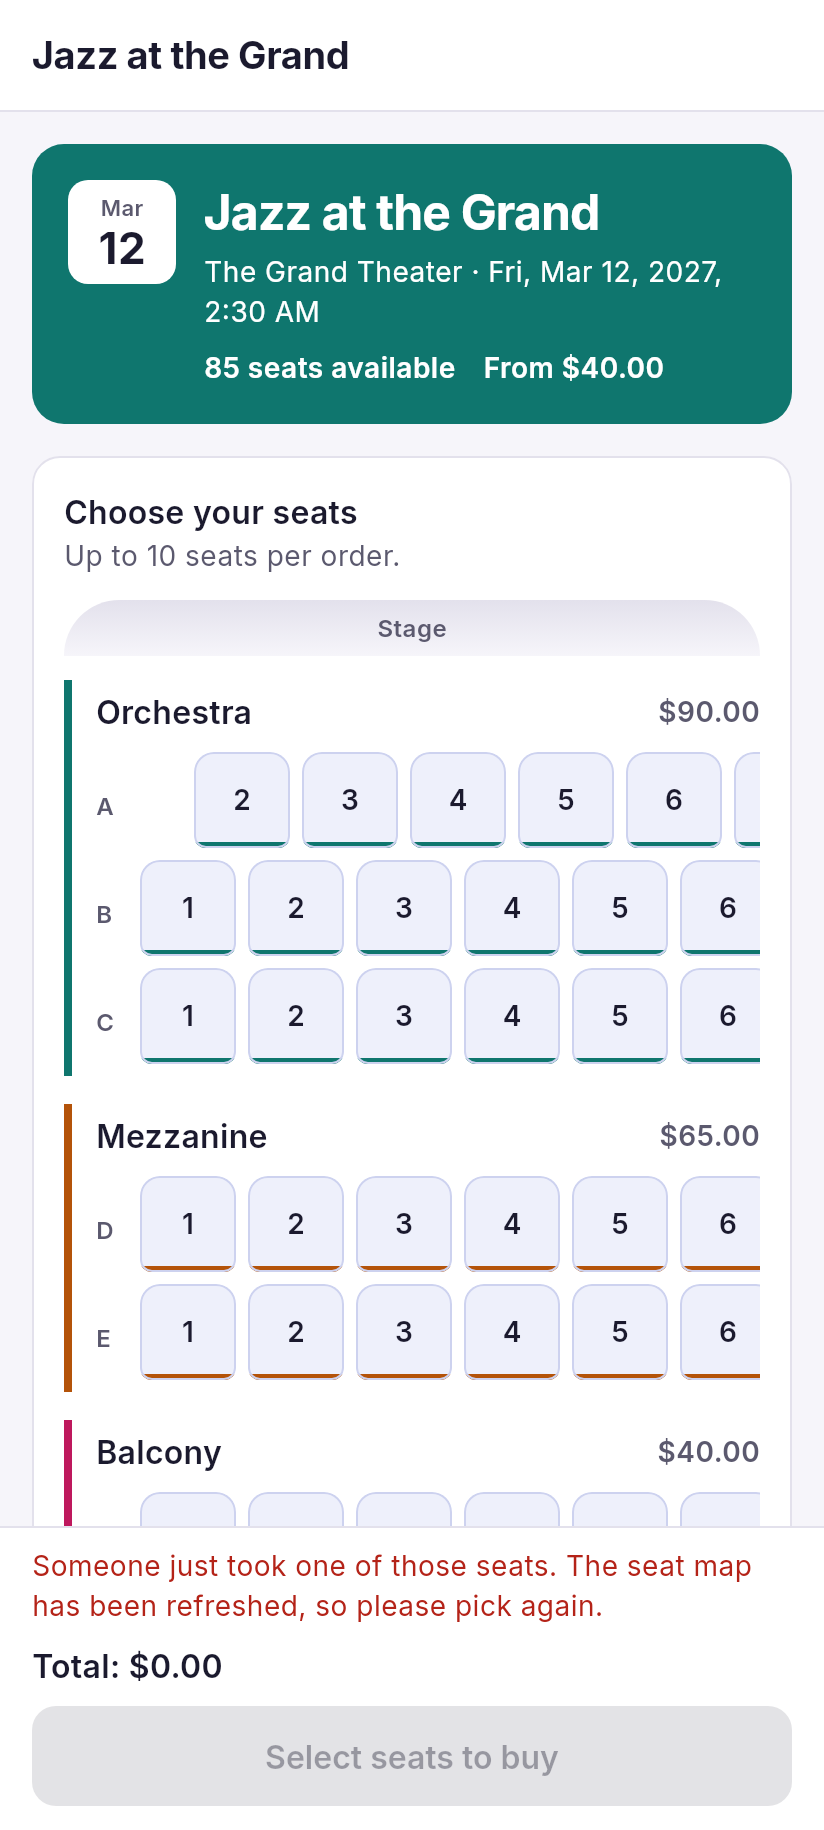 Jazz at the Grand
Mar
12
Jazz at the Grand
The Grand Theater · Fri, Mar 12, 2027,
2:30 AM
85 seats available From $40.00
Choose your seats
Up to 10 seats per order.
Stage
Orchestra $90.00
A 2 3 4 5 6
B 1 2 3 4 5 6
C 1 2 3 4 5 6
Mezzanine $65.00
D 1 2 3 4 5 6
E 1 2 3 4 5 6
Balcony $40.00
Someone just took one of those seats. The seat map
has been refreshed, so please pick again.
Total: $0.00
Select seats to buy